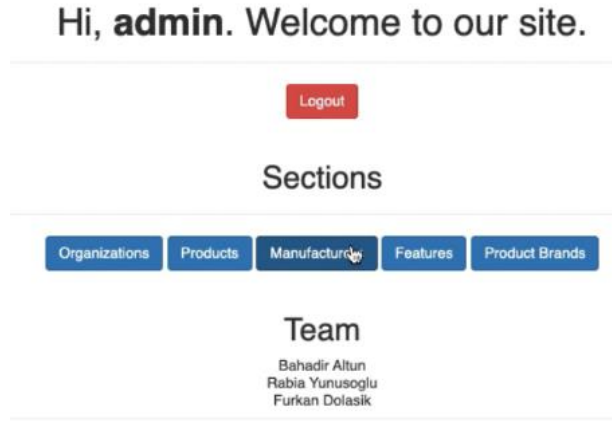 Hi, admin. Welcome to our site.
Logout
Sections
Organizations Products Features Product Brands
Team
Bahadir Altun
Rabia Yunusoglu
Furkan Dolasik